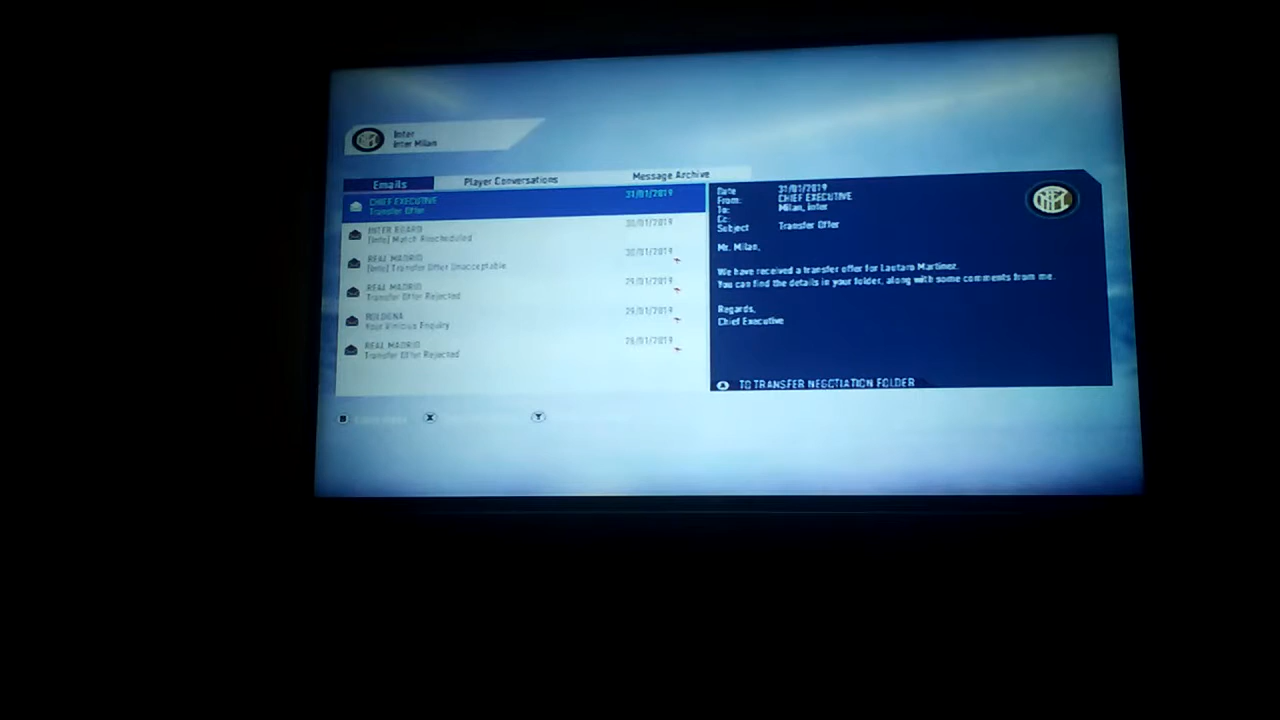 Inter
Inter Milan
Emails
Player Conversations
Message Archive
CHIEF EXECUTIVE
31/01/2019
Transfer Offer
INTER BOARD
30/01/2019
[Info] Match Rescheduled
REAL MADRID
30/01/2019
[Info] Transfer Offer Unacceptable
REAL MADRID
29/01/2019
Transfer Offer Rejected
BOLOGNA
29/01/2019
Your Vinicius Enquiry
REAL MADRID
28/01/2019
Transfer Offer Rejected
Date 31/01/2019
From: CHIEF EXECUTIVE
To: Milan, Inter
Cc:
Subject Transfer Offer
Mr. Milan,
We have received a transfer offer for Lautaro Martinez.
You can find the details in your folder, along with some comments from me.
Regards,
Chief Executive
A TO TRANSFER NEGOTIATION FOLDER
B
X
Y